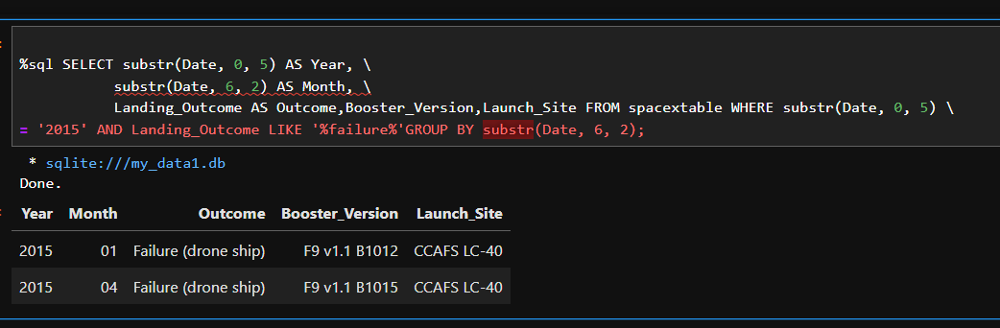 %sql SELECT substr(Date, 0, 5) AS Year, \
substr(Date, 6, 2) AS Month, \
Landing_Outcome AS Outcome,Booster_Version,Launch_Site FROM spacextable WHERE substr(Date, 0, 5) \
= '2015' AND Landing_Outcome LIKE '%failure%'GROUP BY substr(Date, 6, 2);
* sqlite:///my_data1.db
Done.
Year Month Outcome Booster_Version Launch_Site
2015 01 Failure (drone ship) F9 v1.1 B1012 CCAFS LC-40
2015 04 Failure (drone ship) F9 v1.1 B1015 CCAFS LC-40